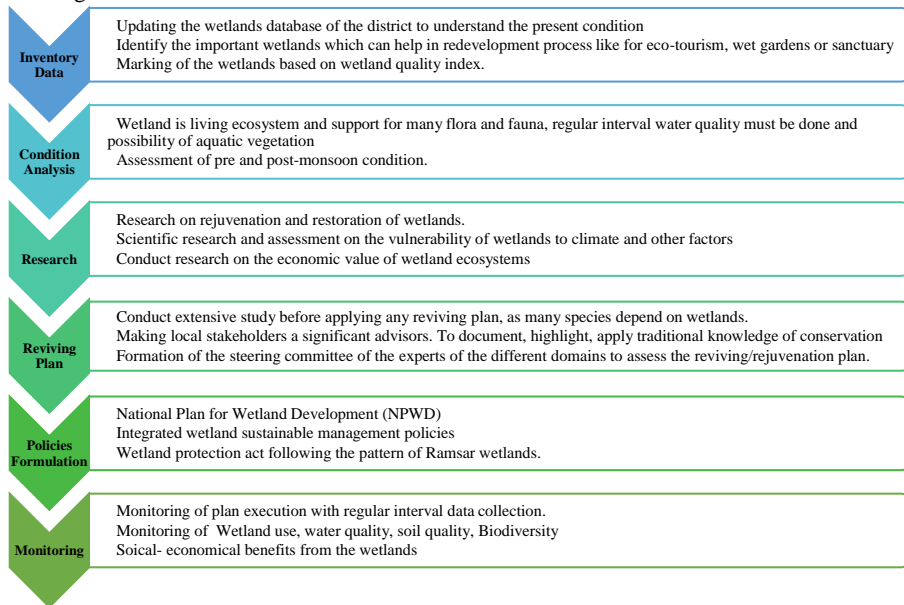 Updating the wetlands database of the district to understand the present condition
Identify the important wetlands which can help in redevelopment process like for eco-tourism, wet gardens or sanctuary
Marking of the wetlands based on wetland quality index.
Inventory
Data
Wetland is living ecosystem and support for many flora and fauna, regular interval water quality must be done and
possibility of aquatic vegetation
Assessment of pre and post-monsoon condition.
Condition
Analysis
Research on rejuvenation and restoration of wetlands.
Scientific research and assessment on the vulnerability of wetlands to climate and other factors
Conduct research on the economic value of wetland ecosystems
Research
Conduct extensive study before applying any reviving plan, as many species depend on wetlands.
Making local stakeholders a significant advisors. To document, highlight, apply traditional knowledge of conservation
Formation of the steering committee of the experts of the different domains to assess the reviving/rejuvenation plan.
Reviving
Plan
National Plan for Wetland Development (NPWD)
Integrated wetland sustainable management policies
Wetland protection act following the pattern of Ramsar wetlands.
Policies
Formulation
Monitoring of plan execution with regular interval data collection.
Monitoring of Wetland use, water quality, soil quality, Biodiversity
Soical- economical benefits from the wetlands
Monitoring